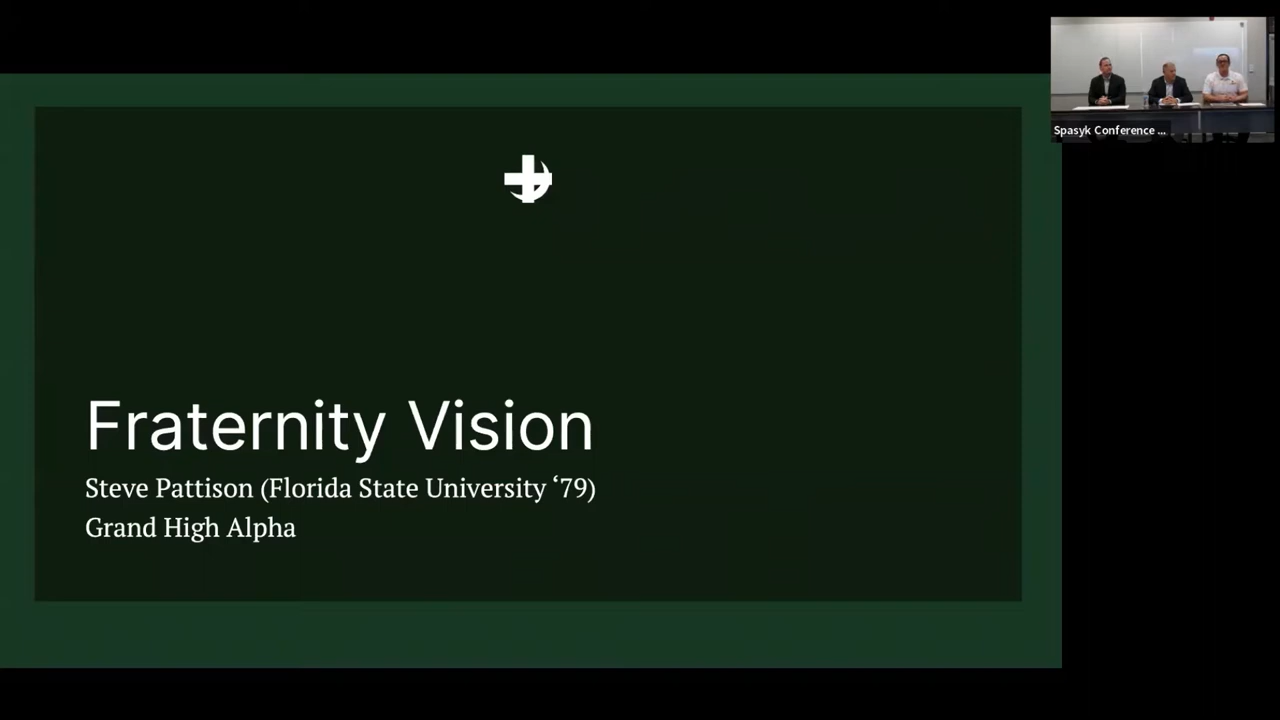 Fraternity Vision
Steve Pattison (Florida State University ‘79)
Grand High Alpha
Spasyk Conference ...